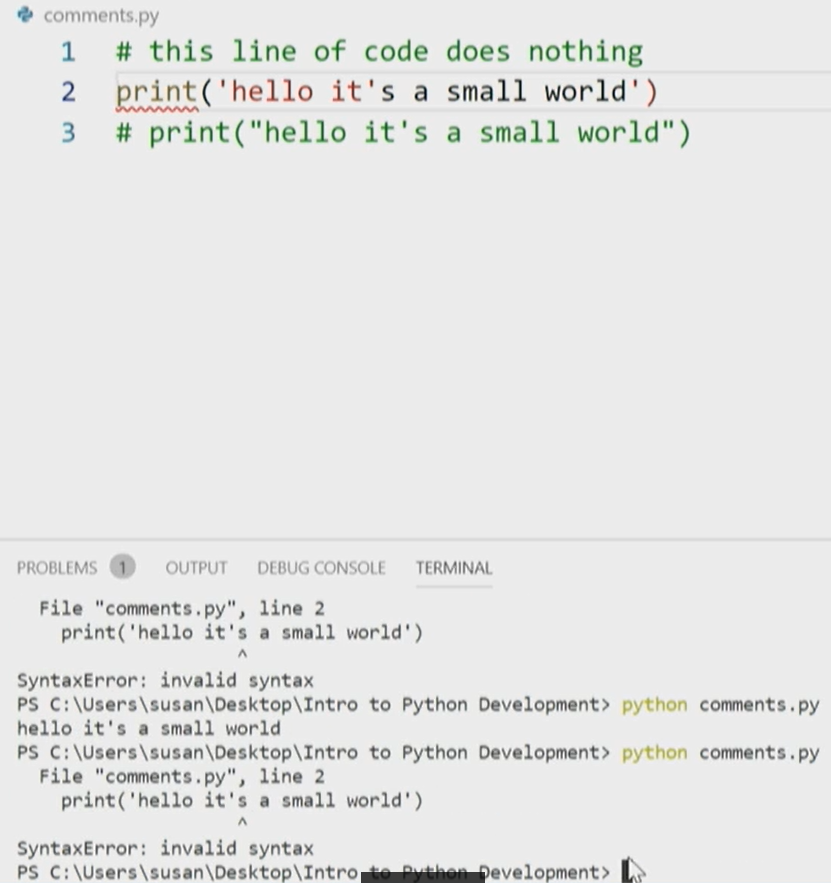 comments.py
1 # this line of code does nothing
2 print('hello it's a small world')
3 # print("hello it's a small world")
PROBLEMS 1 OUTPUT DEBUG CONSOLE TERMINAL
File "comments.py", line 2
print('hello it's a small world')
^
SyntaxError: invalid syntax
PS C:\Users\susan\Desktop\Intro to Python Development> python comments.py
hello it's a small world
PS C:\Users\susan\Desktop\Intro to Python Development> python comments.py
File "comments.py", line 2
print('hello it's a small world')
^
SyntaxError: invalid syntax
PS C:\Users\susan\Desktop\Intro to Python Development>